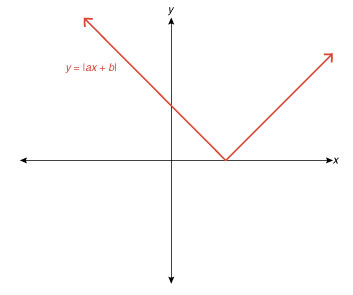 y
y = |ax + b|
x